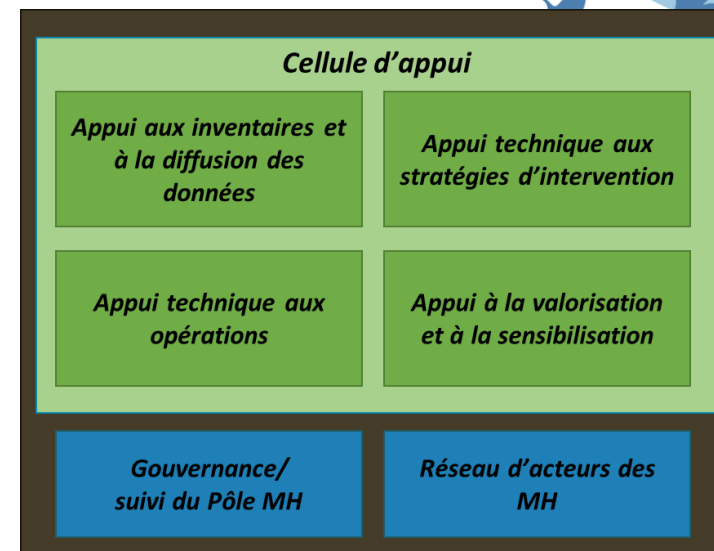 Cellule d’appui
Appui aux inventaires et
à la diffusion des
données
Appui technique aux
stratégies d’intervention
Appui technique aux
opérations
Appui à la valorisation
et à la sensibilisation
Gouvernance/
suivi du Pôle MH
Réseau d’acteurs des
MH